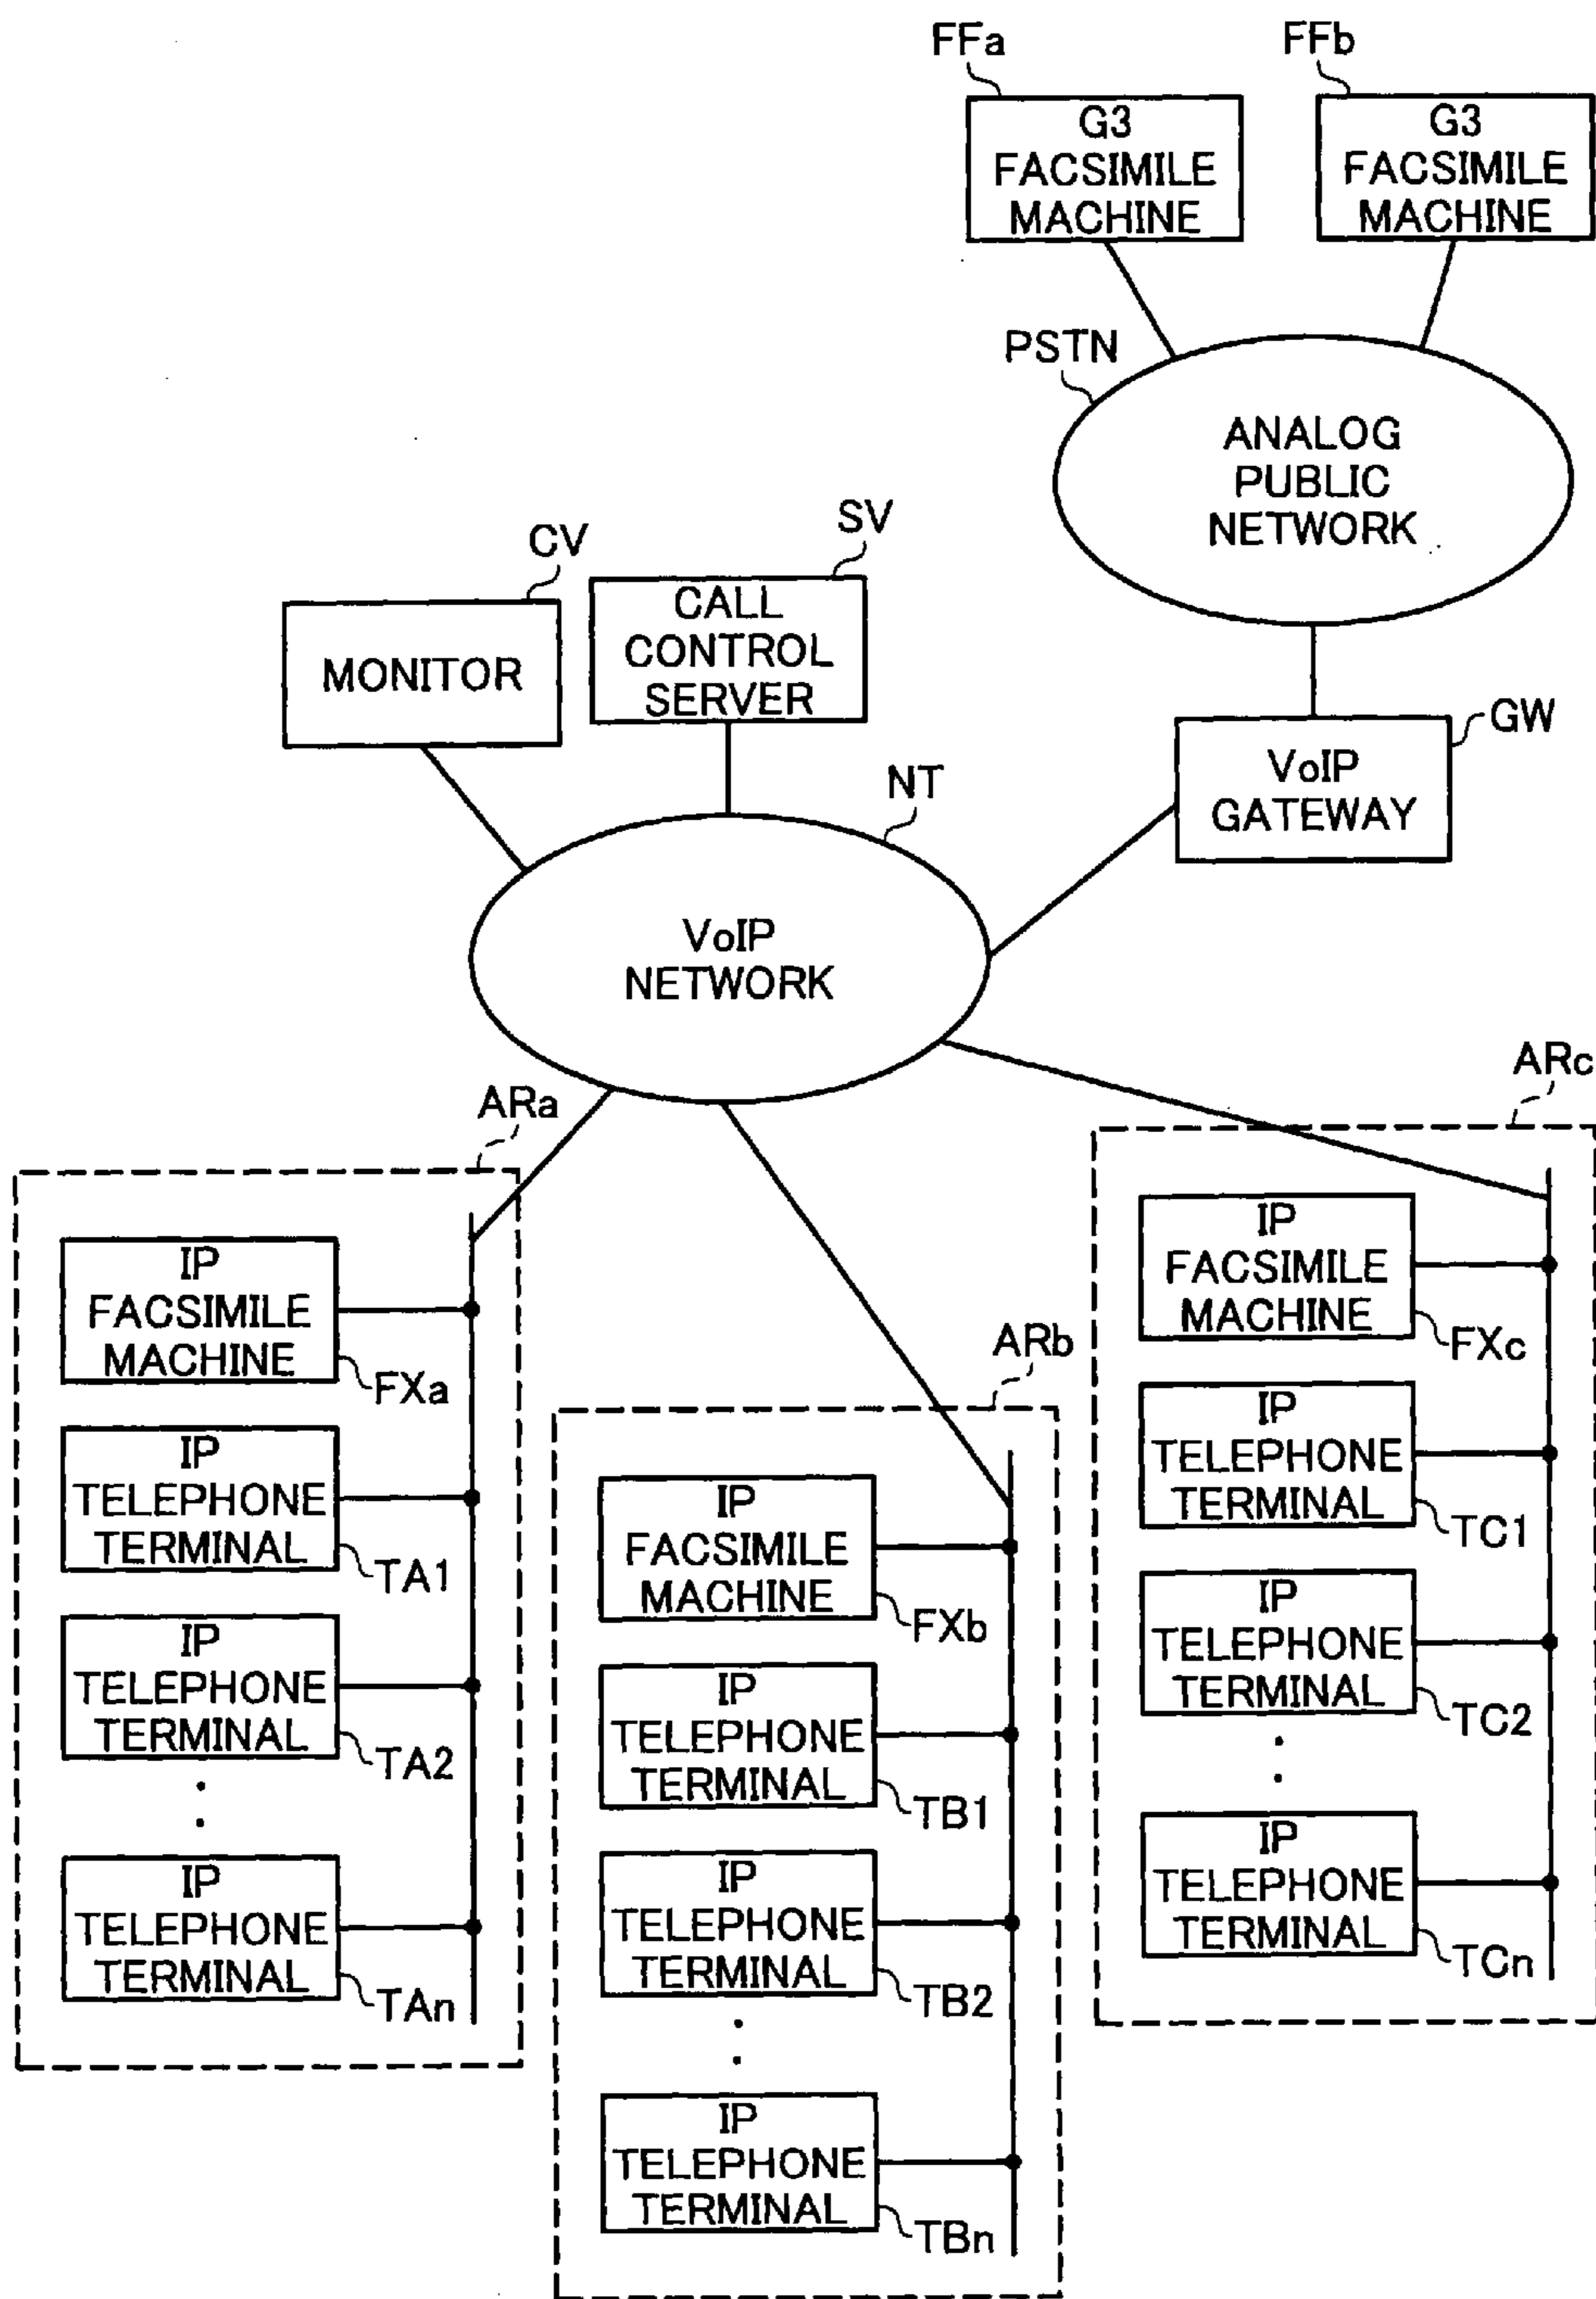 FFa
FFb
G3
FACSIMILE
MACHINE
G3
FACSIMILE
MACHINE
PSTN
ANALOG
PUBLIC
NETWORK
CV
SV
MONITOR
CALL
CONTROL
SERVER
GW
VoIP
GATEWAY
NT
VoIP
NETWORK
ARa
IP
FACSIMILE
MACHINE
FXa
IP
TELEPHONE
TERMINAL
TA1
IP
TELEPHONE
TERMINAL
TA2
IP
TELEPHONE
TERMINAL
TAn
ARb
IP
FACSIMILE
MACHINE
FXb
IP
TELEPHONE
TERMINAL
TB1
IP
TELEPHONE
TERMINAL
TB2
IP
TELEPHONE
TERMINAL
TBn
ARc
IP
FACSIMILE
MACHINE
FXc
IP
TELEPHONE
TERMINAL
TC1
IP
TELEPHONE
TERMINAL
TC2
IP
TELEPHONE
TERMINAL
TCn